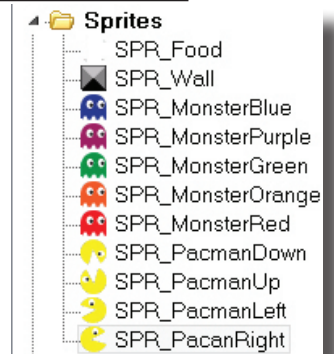 Sprites
SPR_Food
SPR_Wall
SPR_MonsterBlue
SPR_MonsterPurple
SPR_MonsterGreen
SPR_MonsterOrange
SPR_MonsterRed
SPR_PacmanDown
SPR_PacmanUp
SPR_PacmanLeft
SPR_PacanRight